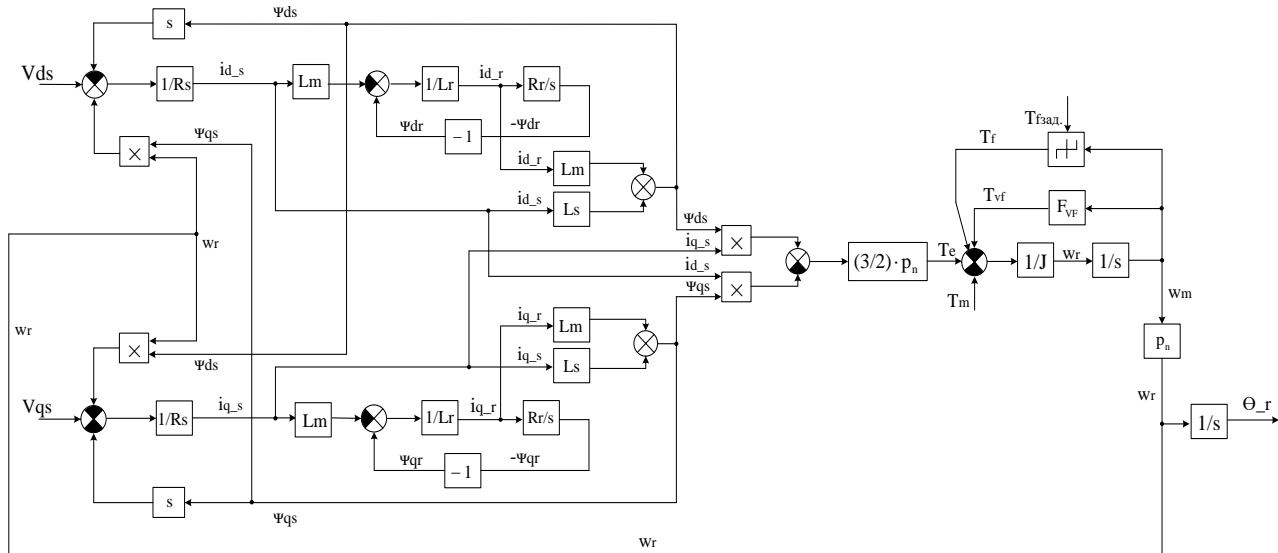 s
Ψds
Vds
1/Rs
id_s
Lm
1/Lr
id_r
Rr/s
Ψdr
− 1
-Ψdr
×
Ψqs
id_r
Lm
id_s
Ls
wr
Tfзад.
Tf
Tvf
FVF
Ψds
iq_s
×
id_s
Ψqs
×
(3/2)· pn
Te
Tm
1/J
wr
1/s
wm
pn
wr
1/s
Θ_r
wr
×
Ψds
iq_r
Lm
iq_s
Ls
Vqs
1/Rs
iq_s
Lm
1/Lr
iq_r
Rr/s
Ψqr
− 1
-Ψqr
s
Ψqs
wr